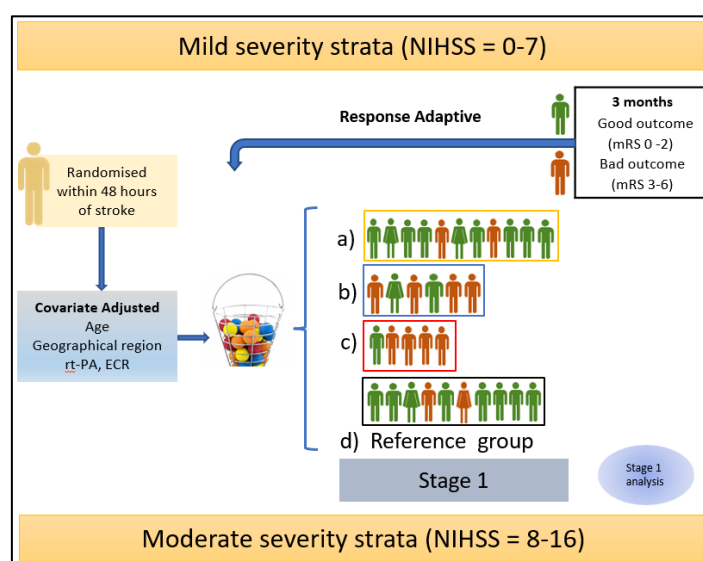 Mild severity strata (NIHSS = 0-7)
Response Adaptive
3 months
Good outcome
(mRS 0 -2)
Bad outcome
(mRS 3-6)
Randomised
within 48 hours
of stroke
Covariate Adjusted
Age
Geographical region
rt-PA, ECR
a)
b)
c)
d) Reference group
Stage 1
Stage 1
analysis
Moderate severity strata (NIHSS = 8-16)